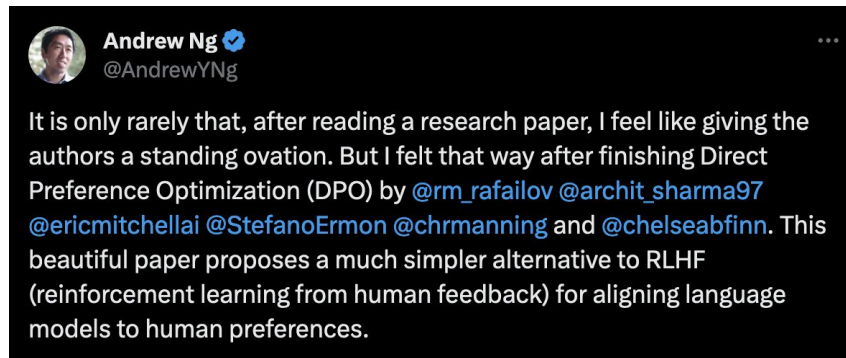 Andrew Ng
@AndrewYNg
It is only rarely that, after reading a research paper, I feel like giving the
authors a standing ovation. But I felt that way after finishing Direct
Preference Optimization (DPO) by @rm_rafailov @archit_sharma97
@ericmitchellai @StefanoErmon @chrmanning and @chelseabfinn. This
beautiful paper proposes a much simpler alternative to RLHF
(reinforcement learning from human feedback) for aligning language
models to human preferences.